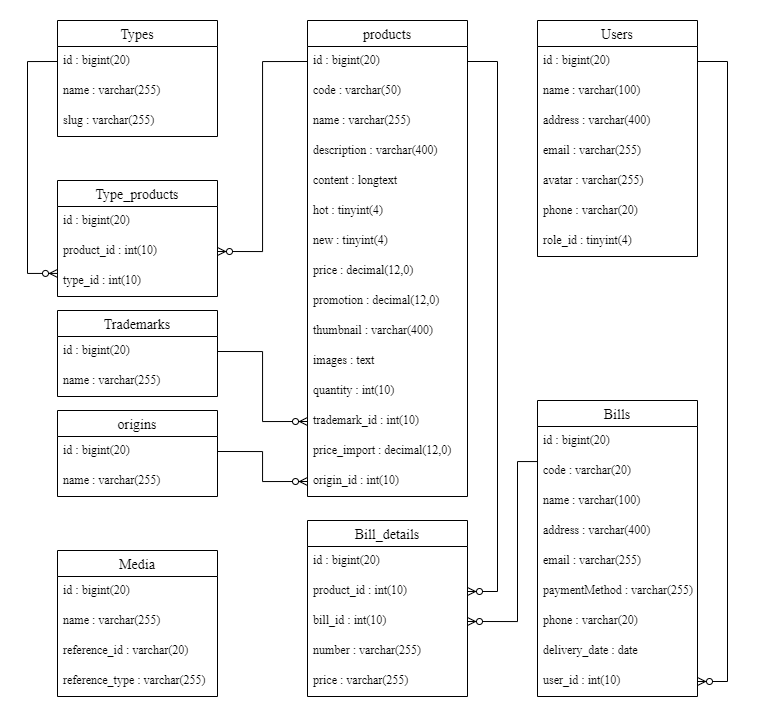 Types
id : bigint(20)
name : varchar(255)
slug : varchar(255)
Type_products
id : bigint(20)
product_id : int(10)
type_id : int(10)
Trademarks
id : bigint(20)
name : varchar(255)
origins
id : bigint(20)
name : varchar(255)
Media
id : bigint(20)
name : varchar(255)
reference_id : varchar(20)
reference_type : varchar(255)
products
id : bigint(20)
code : varchar(50)
name : varchar(255)
description : varchar(400)
content : longtext
hot : tinyint(4)
new : tinyint(4)
price : decimal(12,0)
promotion : decimal(12,0)
thumbnail : varchar(400)
images : text
quantity : int(10)
trademark_id : int(10)
price_import : decimal(12,0)
origin_id : int(10)
Bill_details
id : bigint(20)
product_id : int(10)
bill_id : int(10)
number : varchar(255)
price : varchar(255)
Users
id : bigint(20)
name : varchar(100)
address : varchar(400)
email : varchar(255)
avatar : varchar(255)
phone : varchar(20)
role_id : tinyint(4)
Bills
id : bigint(20)
code : varchar(20)
name : varchar(100)
address : varchar(400)
email : varchar(255)
paymentMethod : varchar(255)
phone : varchar(20)
delivery_date : date
user_id : int(10)